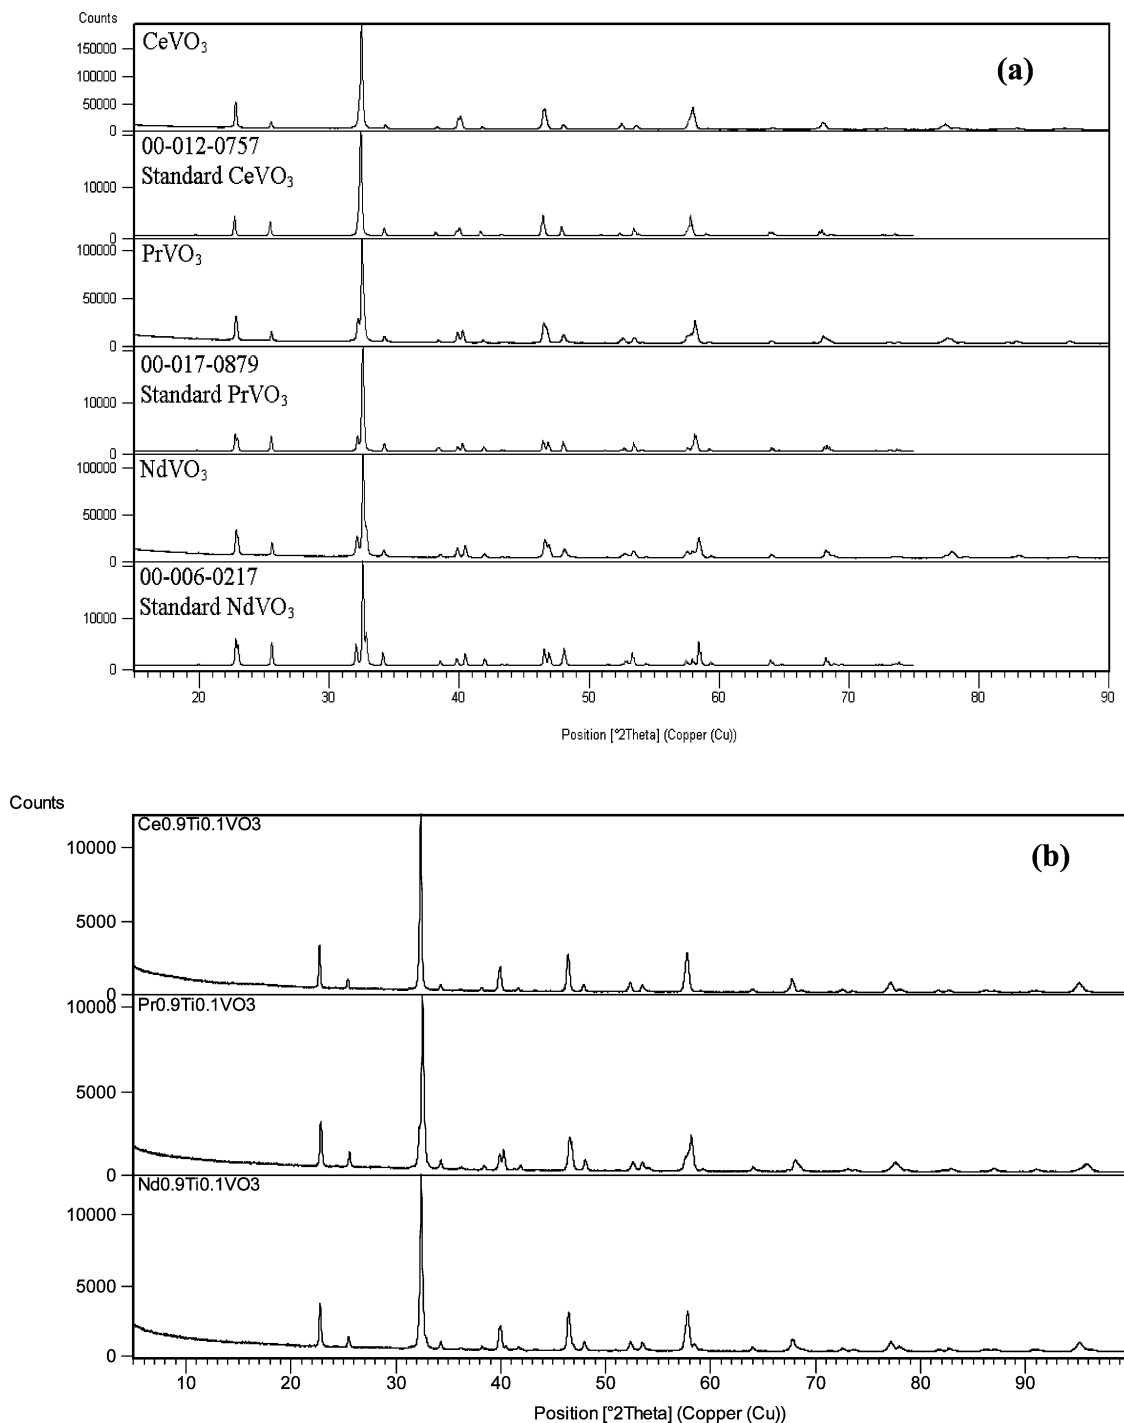 Counts
CeVO₃
(a)
150000
100000
50000
0
00-012-0757
Standard CeVO₃
10000
0
PrVO₃
100000
50000
0
00-017-0879
Standard PrVO₃
10000
0
NdVO₃
100000
50000
0
00-006-0217
Standard NdVO₃
10000
0
20 30 40 50 60 70 80 90
Position [°2Theta] (Copper (Cu))
Counts
Ce0.9Ti0.1VO3
(b)
10000
5000
0
Pr0.9Ti0.1VO3
10000
5000
0
Nd0.9Ti0.1VO3
10000
5000
0
10 20 30 40 50 60 70 80 90
Position [°2Theta] (Copper (Cu))